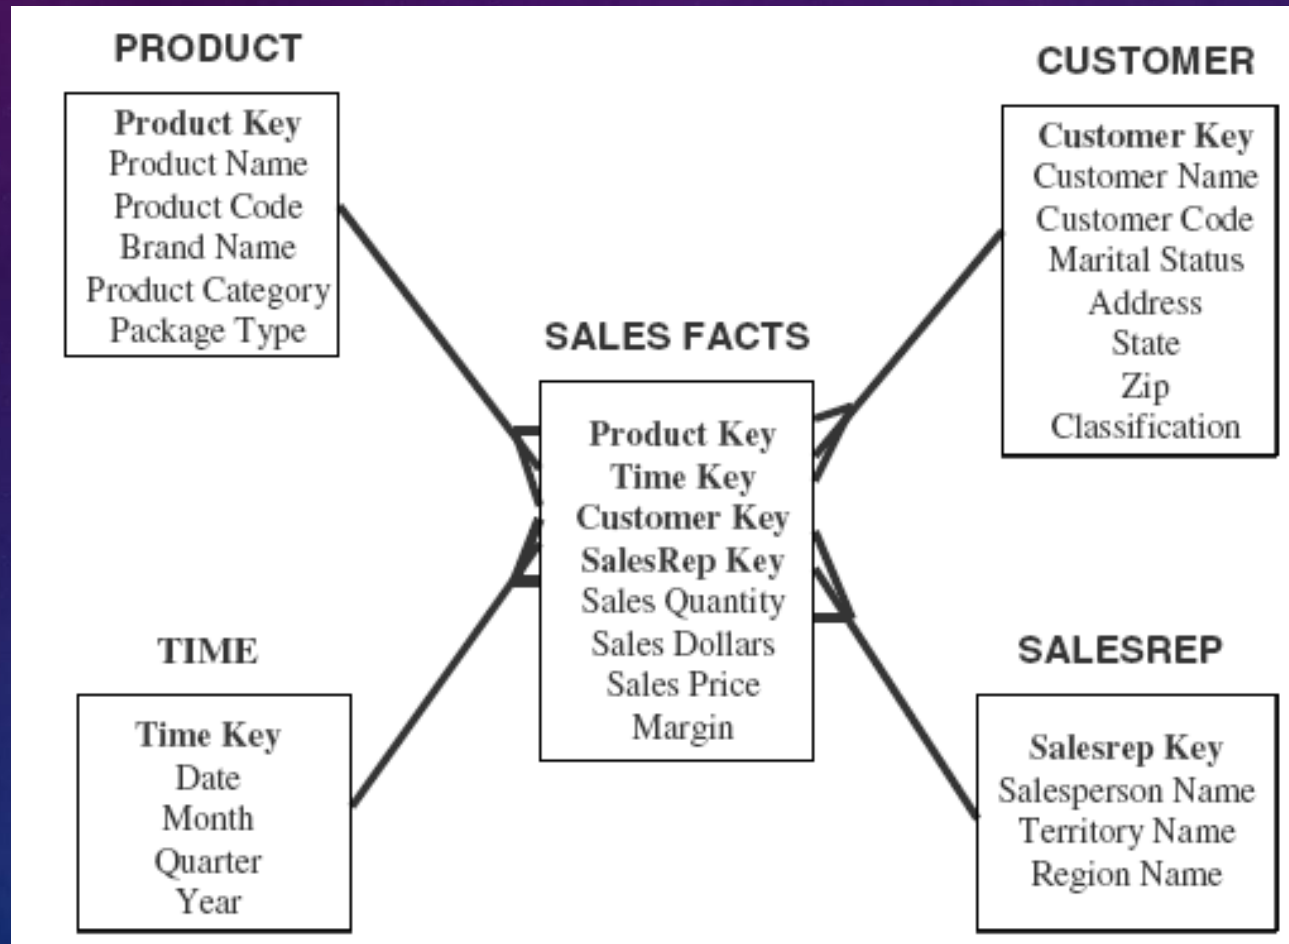 PRODUCT
Product Key
Product Name
Product Code
Brand Name
Product Category
Package Type
CUSTOMER
Customer Key
Customer Name
Customer Code
Marital Status
Address
State
Zip
Classification
SALES FACTS
Product Key
Time Key
Customer Key
SalesRep Key
Sales Quantity
Sales Dollars
Sales Price
Margin
TIME
Time Key
Date
Month
Quarter
Year
SALESREP
Salesrep Key
Salesperson Name
Territory Name
Region Name